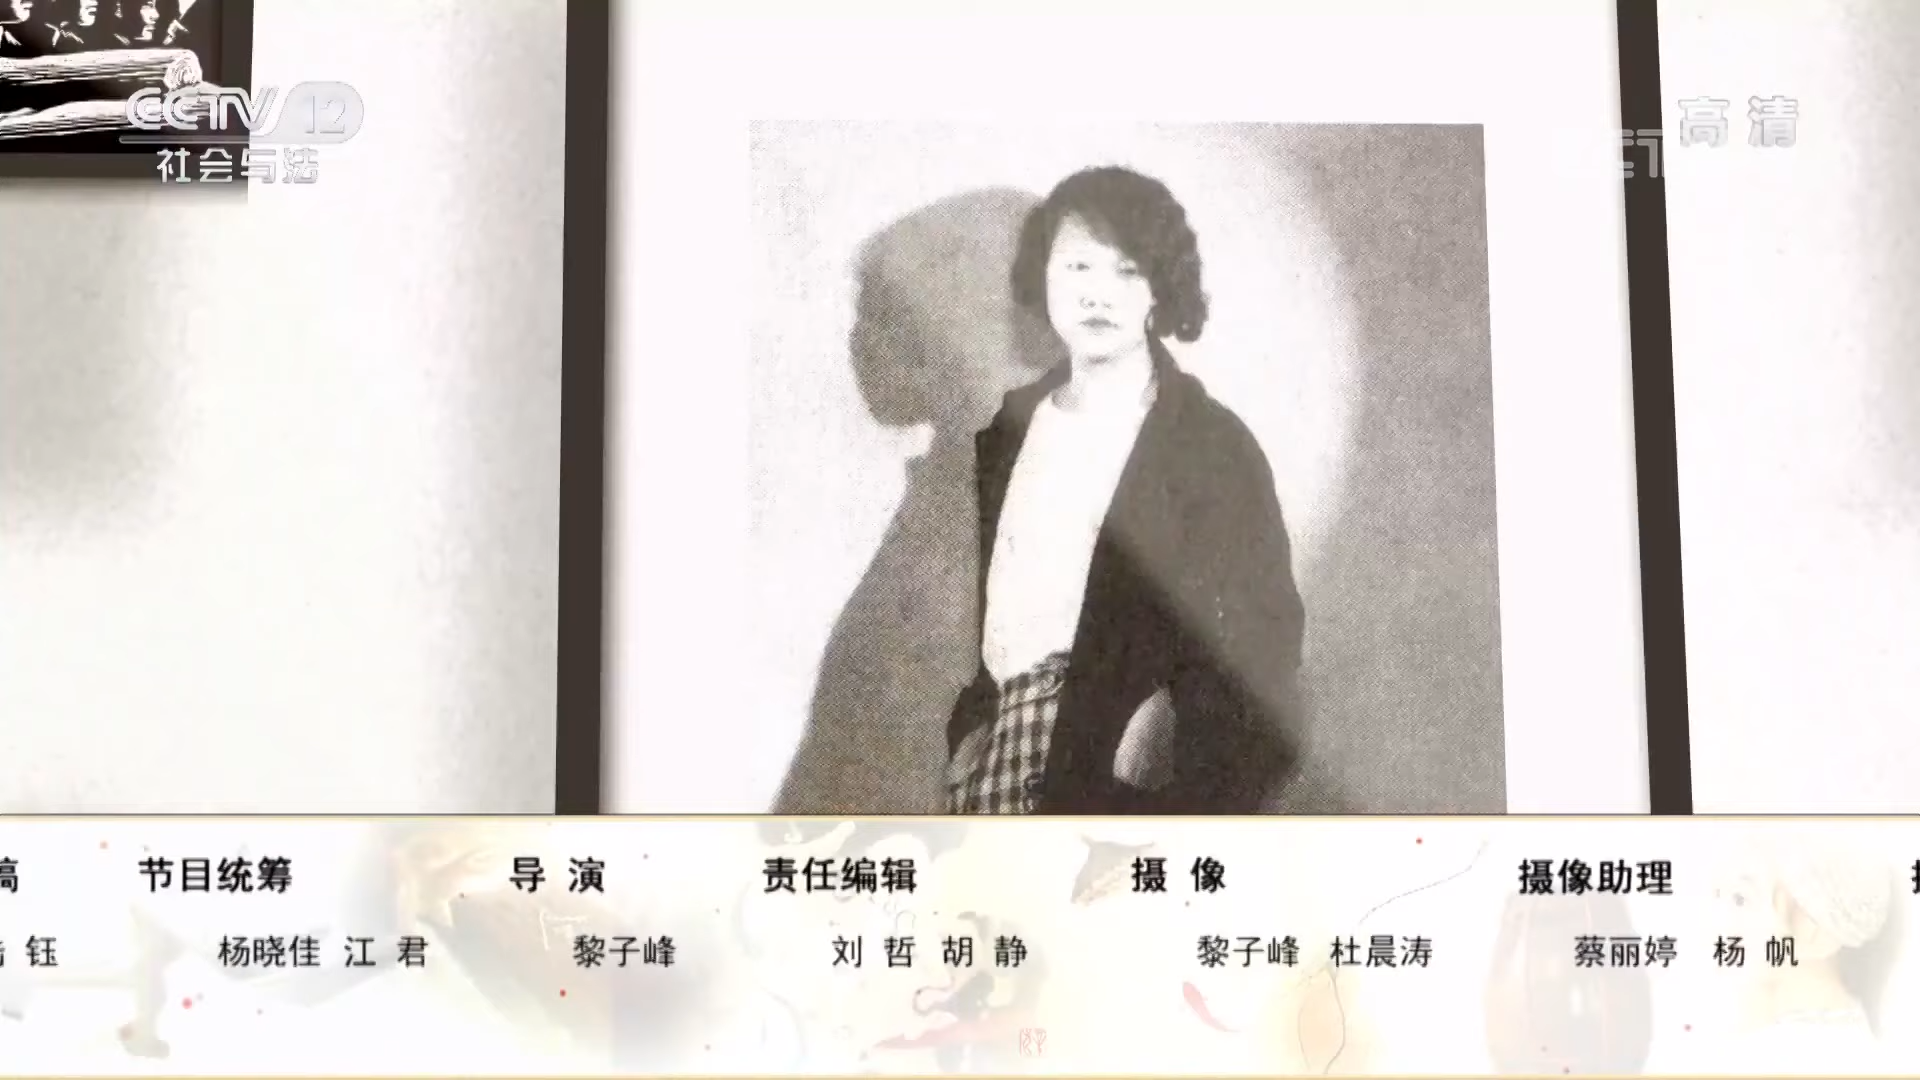 CCTV 12
社会与法
高清
稿 节目统筹 导 演 责任编辑 摄 像 摄像助理
钰 杨晓佳 江 君 黎子峰 刘 哲 胡 静 黎子峰 杜晨涛 蔡丽婷 杨 帆